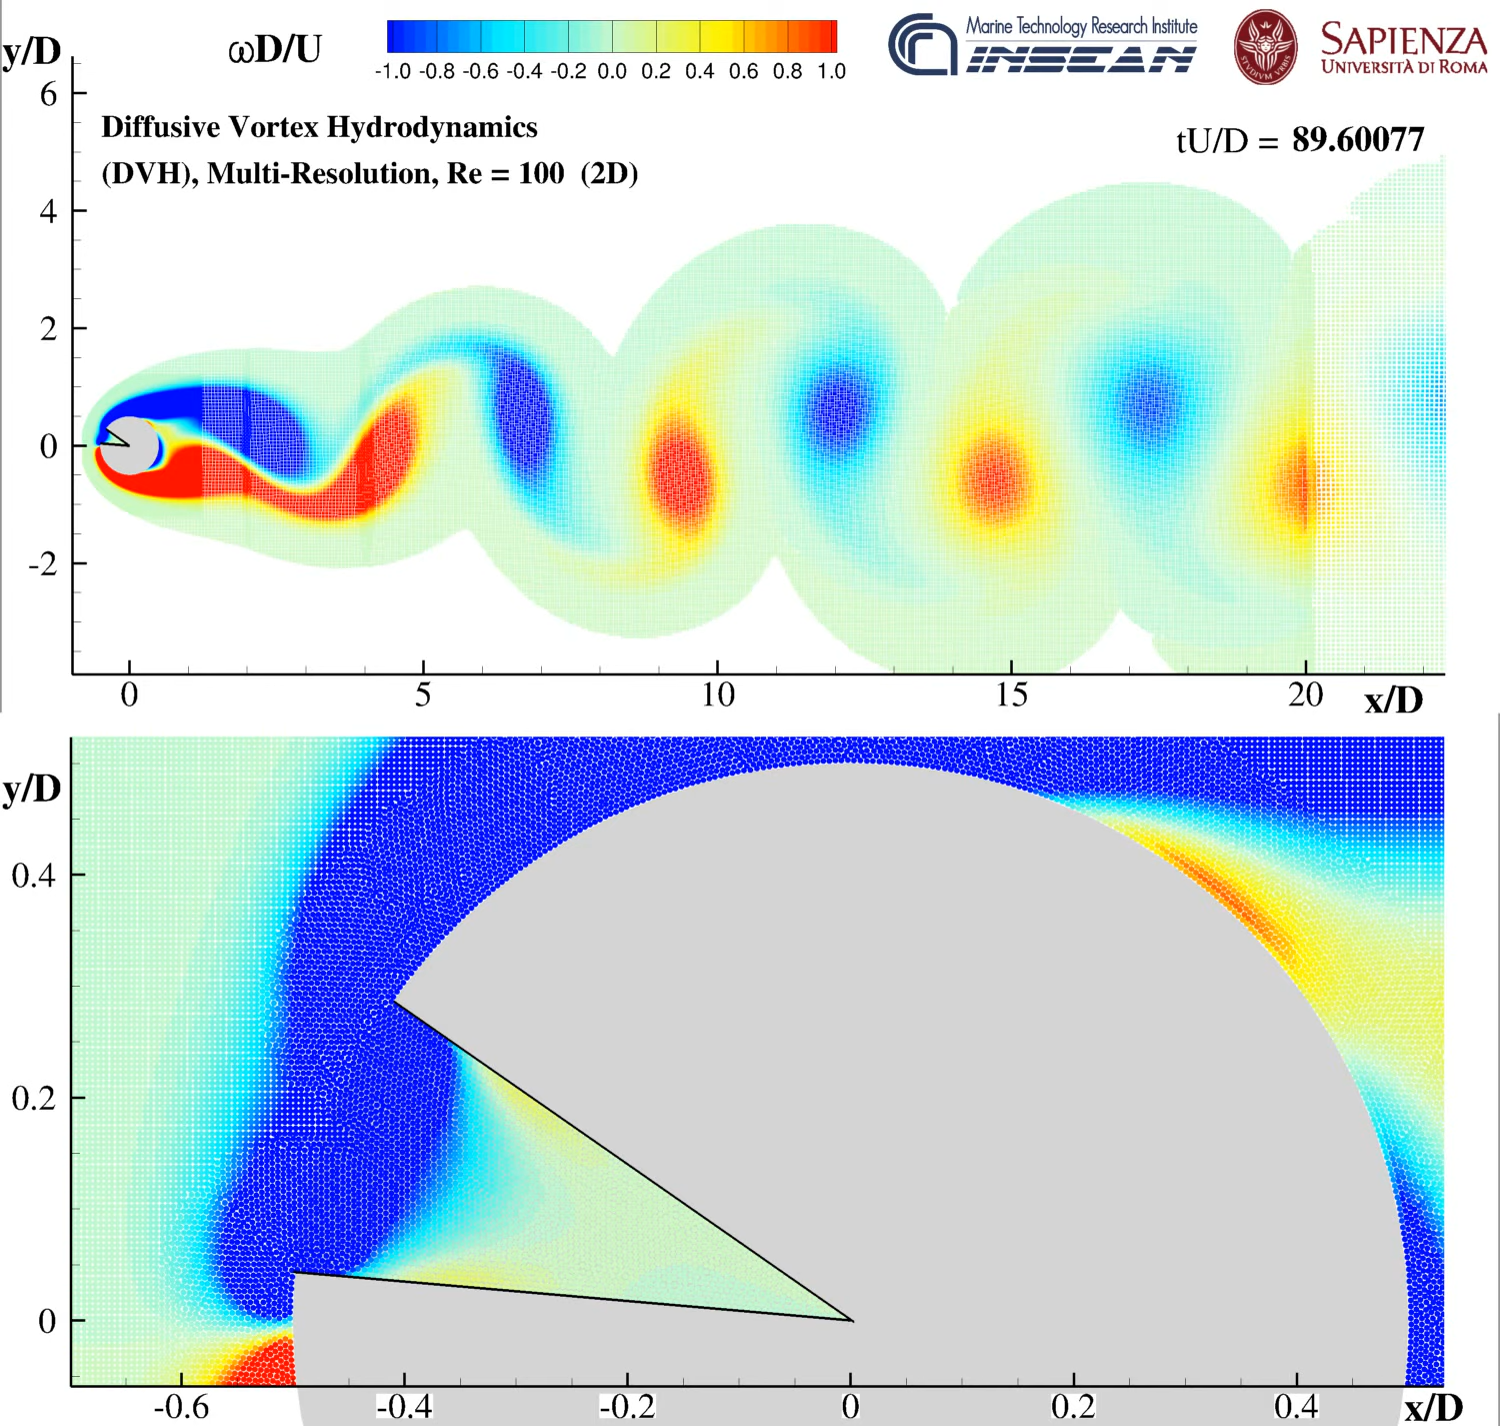 y/D
ωD/U
-1.0 -0.8 -0.6 -0.4 -0.2 0.0 0.2 0.4 0.6 0.8 1.0
Marine Technology Research Institute
INSEAN
SAPIENZA
UNIVERSITÀ DI ROMA
STVDIVM VRBIS
Diffusive Vortex Hydrodynamics
(DVH), Multi-Resolution, Re = 100 (2D)
tU/D = 89.60077
6
4
2
0
-2
0 5 10 15 20
x/D
y/D
0.4
0.2
0
-0.6 -0.4 -0.2 0 0.2 0.4
x/D